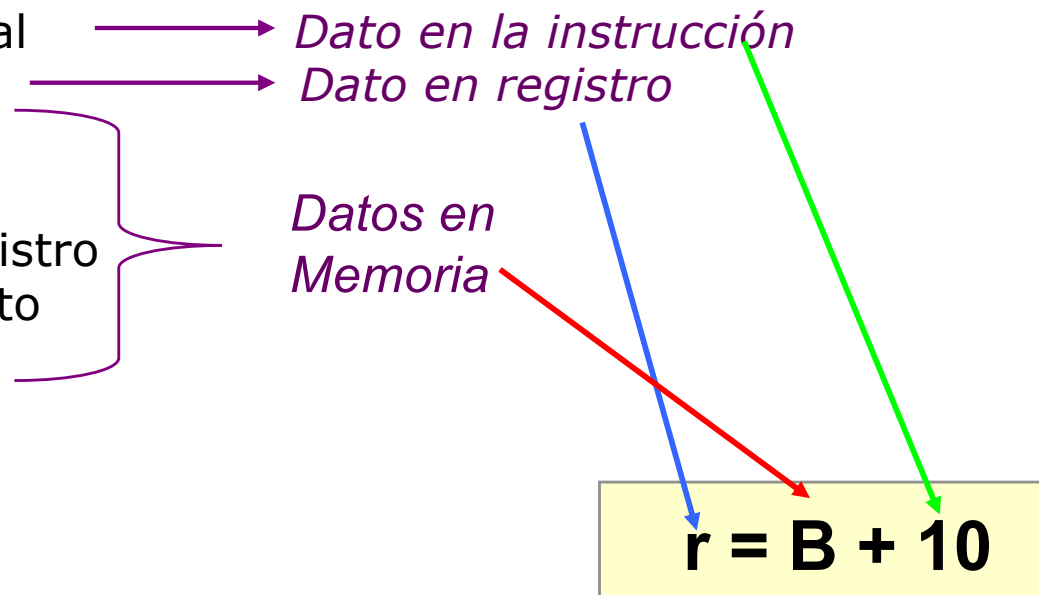 al Dato en la instrucción
Dato en registro
Datos en
istro
Memoria
to
r = B + 10